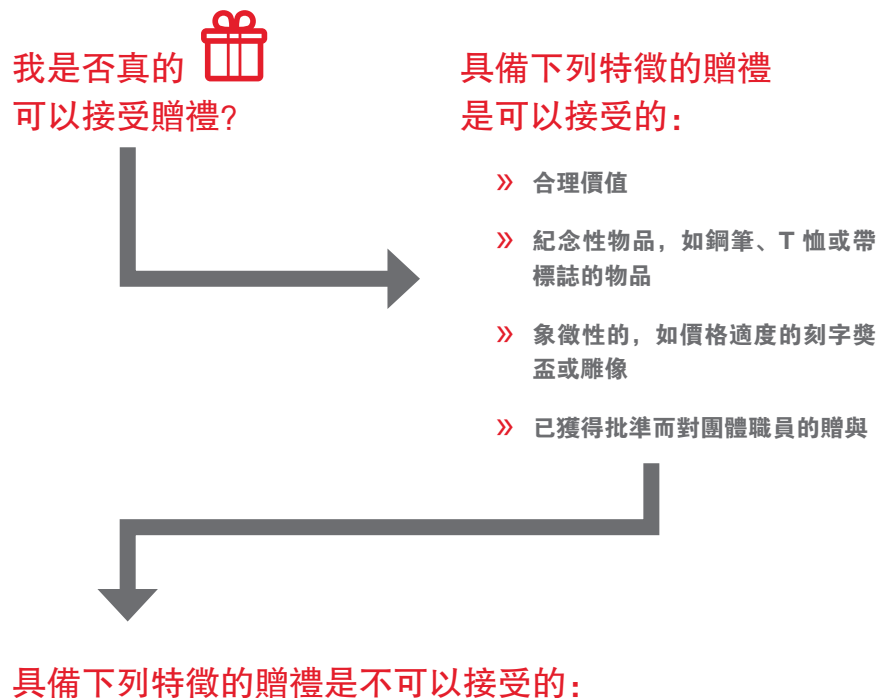 我是否真的
可以接受贈禮?
具備下列特徵的贈禮
是可以接受的：
» 合理價值
» 紀念性物品，如鋼筆、T 恤或帶
標誌的物品
» 象徵性的，如價格適度的刻字獎
盃或雕像
» 已獲得批準而對團體職員的贈與
具備下列特徵的贈禮是不可以接受的：